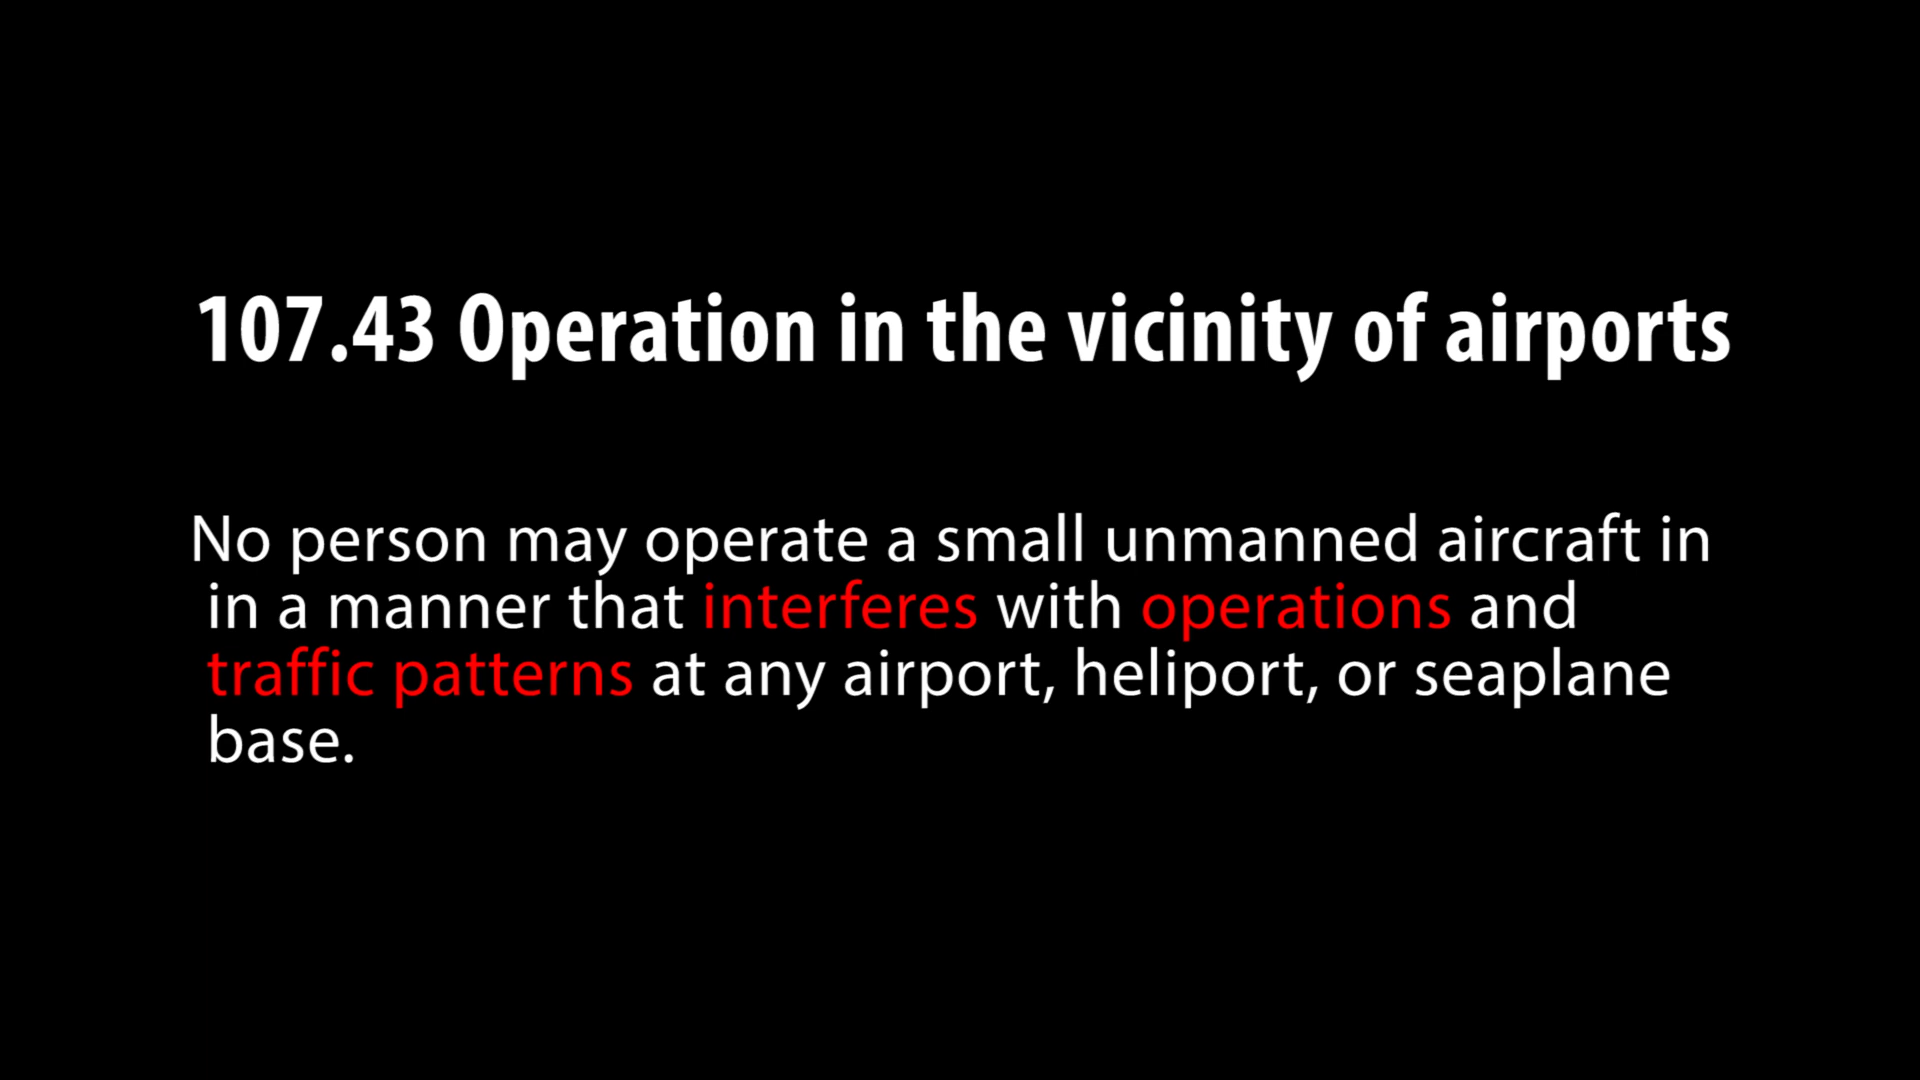 107.43 Operation in the vicinity of airports
No person may operate a small unmanned aircraft in
in a manner that interferes with operations and
traffic patterns at any airport, heliport, or seaplane
base.